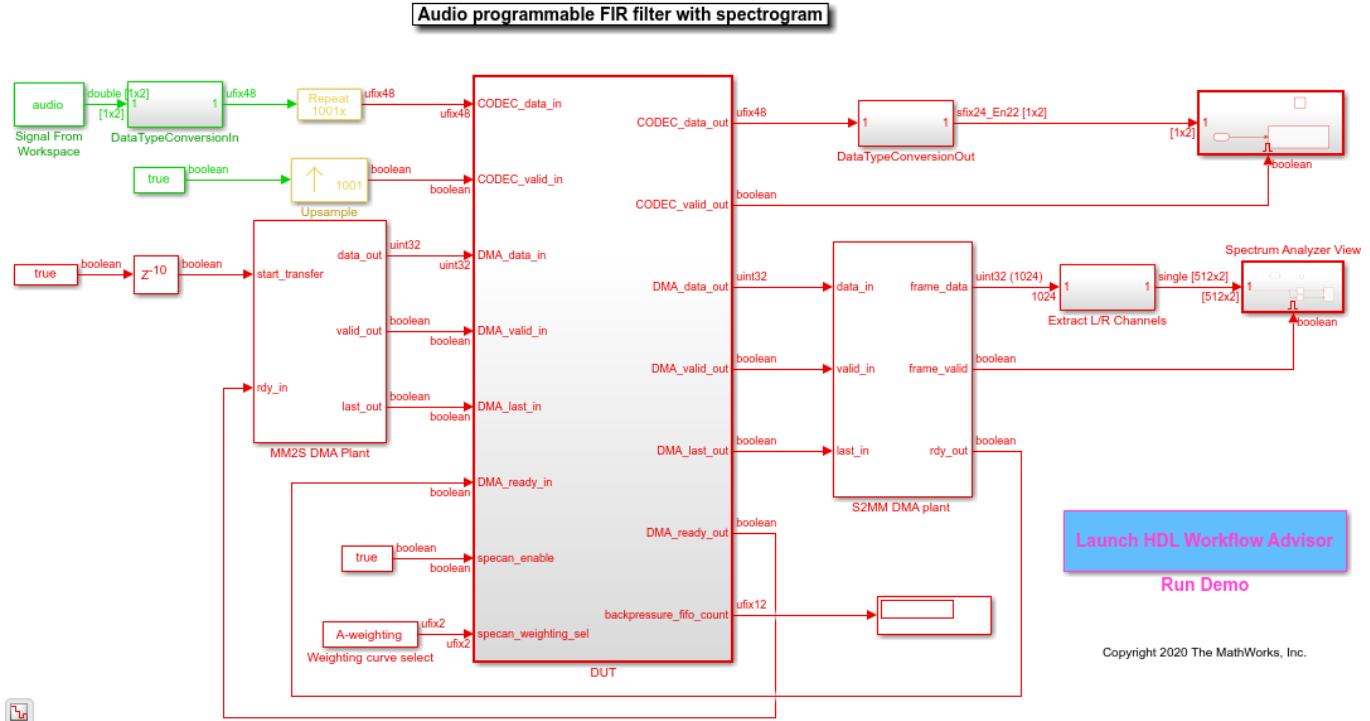 Audio programmable FIR filter with spectrogram
audio
double [1x2]
[1x2]
Signal From
Workspace
1
1
DataTypeConversionIn
ufix48
Repeat
1001x
ufix48
ufix48
true
boolean
1001
Upsample
boolean
boolean
true
boolean
z-10
boolean
start_transfer
rdy_in
data_out
valid_out
last_out
MM2S DMA Plant
uint32
uint32
boolean
boolean
boolean
boolean
boolean
true
boolean
boolean
A-weighting
Weighting curve select
ufix2
ufix2
CODEC_data_in
CODEC_valid_in
DMA_data_in
DMA_valid_in
DMA_last_in
DMA_ready_in
specan_enable
specan_weighting_sel
CODEC_data_out
CODEC_valid_out
DMA_data_out
DMA_valid_out
DMA_last_out
DMA_ready_out
backpressure_fifo_count
DUT
ufix48
boolean
uint32
boolean
boolean
boolean
ufix12
1
1
DataTypeConversionOut
sfix24_En22 [1x2]
[1x2]
1
boolean
data_in
valid_in
last_in
frame_data
frame_valid
rdy_out
S2MM DMA plant
uint32 (1024)
1024
boolean
boolean
1
1
Extract L/R Channels
single [512x2]
[512x2]
Spectrum Analyzer View
1
boolean
Launch HDL Workflow Advisor
Run Demo
Copyright 2020 The MathWorks, Inc.